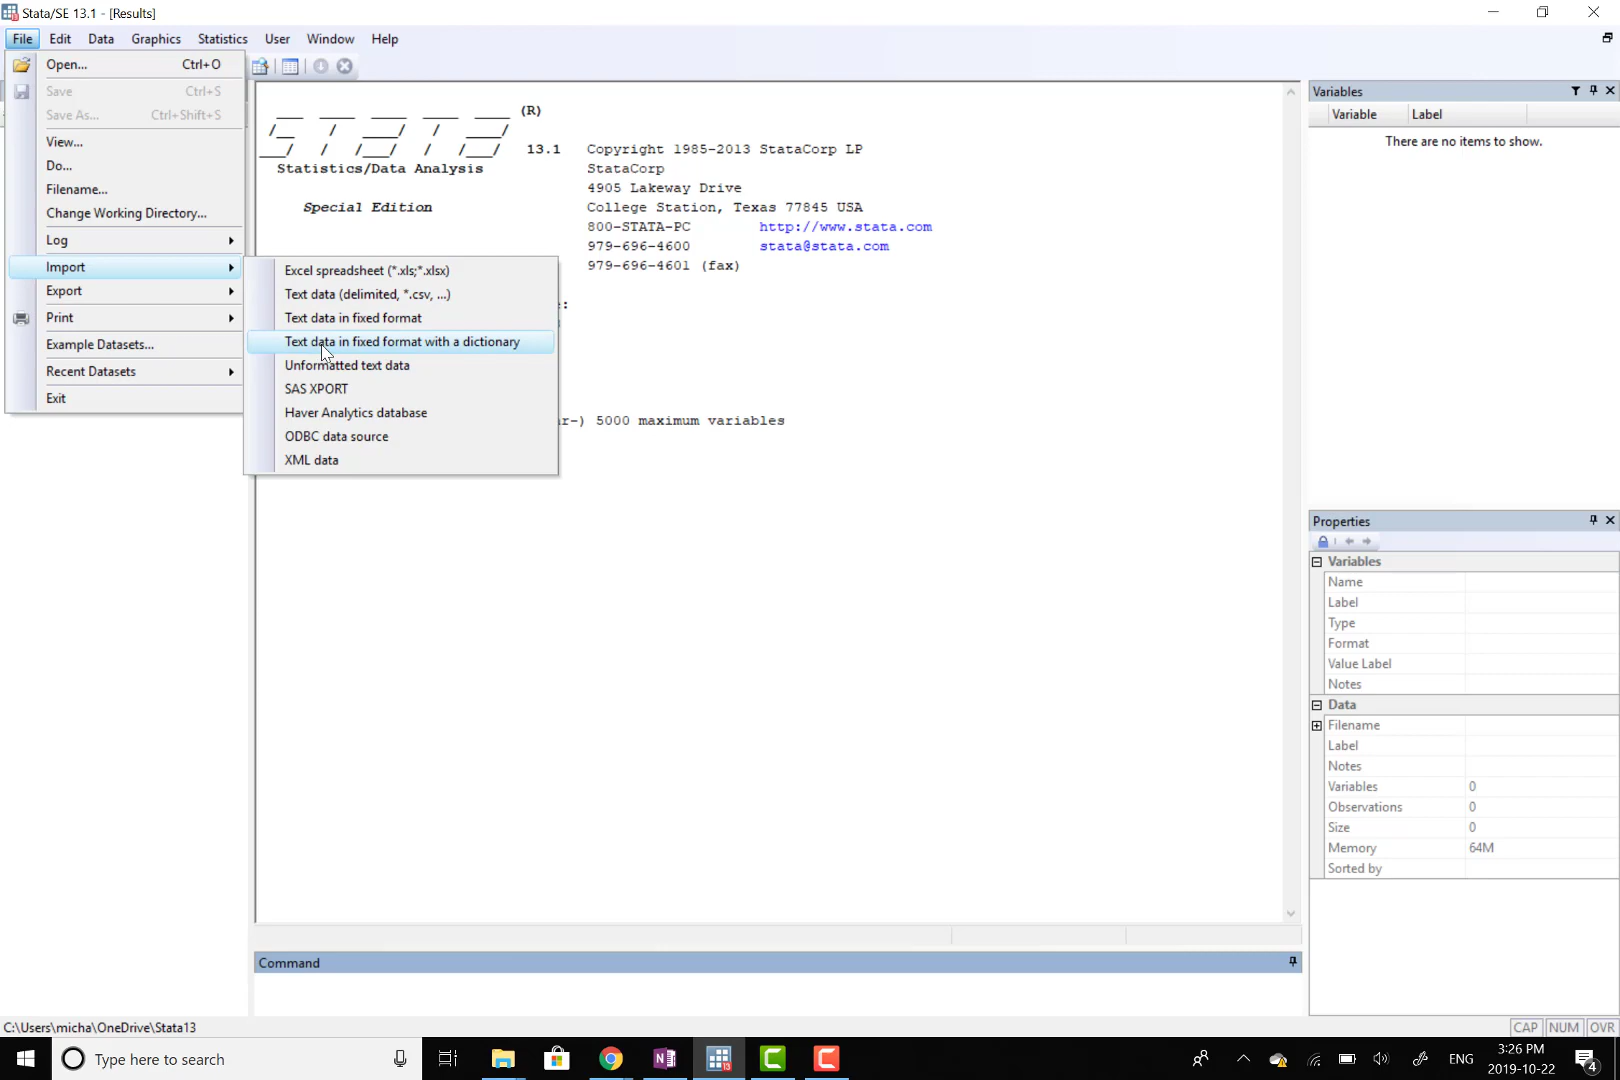 Stata/SE 13.1 - [Results]
File Edit Data Graphics Statistics User Window Help
Open... Ctrl+O
Save Ctrl+S
Save As... Ctrl+Shift+S
View...
Do...
Filename...
Change Working Directory...
Log
Import
Export
Print
Example Datasets...
Recent Datasets
Exit
Excel spreadsheet (*.xls;*.xlsx)
Text data (delimited, *.csv, ...)
Text data in fixed format
Text data in fixed format with a dictionary
Unformatted text data
SAS XPORT
Haver Analytics database
ODBC data source
XML data
(R)
13.1 Copyright 1985-2013 StataCorp LP
Statistics/Data Analysis StataCorp
4905 Lakeway Drive
Special Edition College Station, Texas 77845 USA
800-STATA-PC http://www.stata.com
979-696-4600 stata@stata.com
979-696-4601 (fax)
:
ar-) 5000 maximum variables
Command
Variables
Variable Label
There are no items to show.
Properties
Variables
Name
Label
Type
Format
Value Label
Notes
Data
Filename
Label
Notes
Variables 0
Observations 0
Size 0
Memory 64M
Sorted by
C:\Users\micha\OneDrive\Stata13
CAP NUM OVR
Type here to search
ENG
3:26 PM
2019-10-22
4